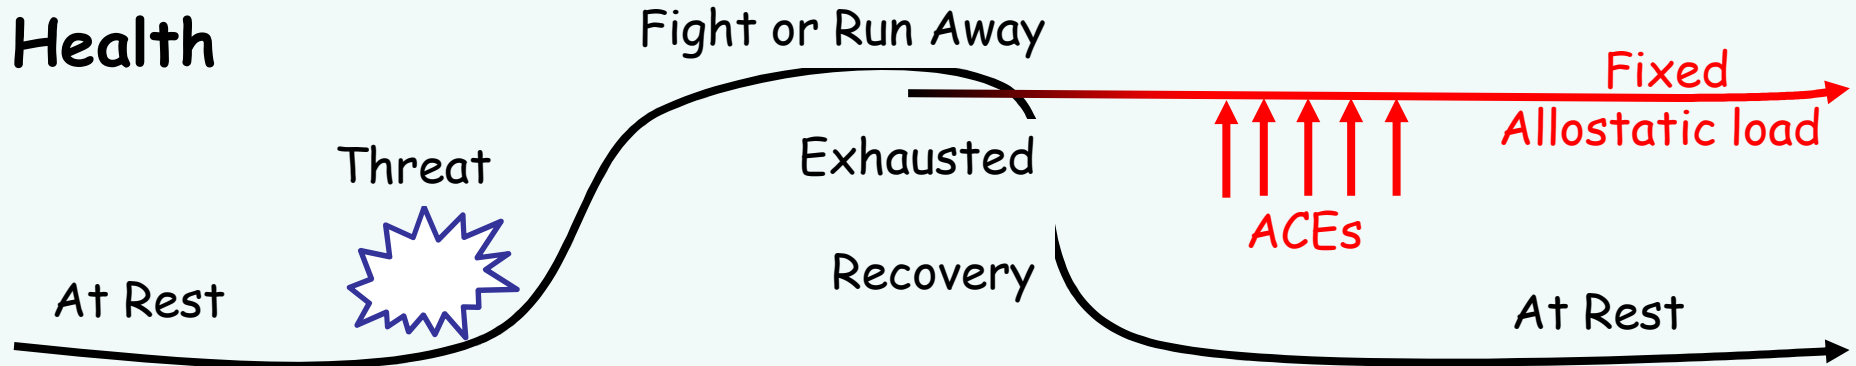 Health
Fight or Run Away
Fixed
Allostatic load
Threat
Exhausted
ACEs
Recovery
At Rest
At Rest